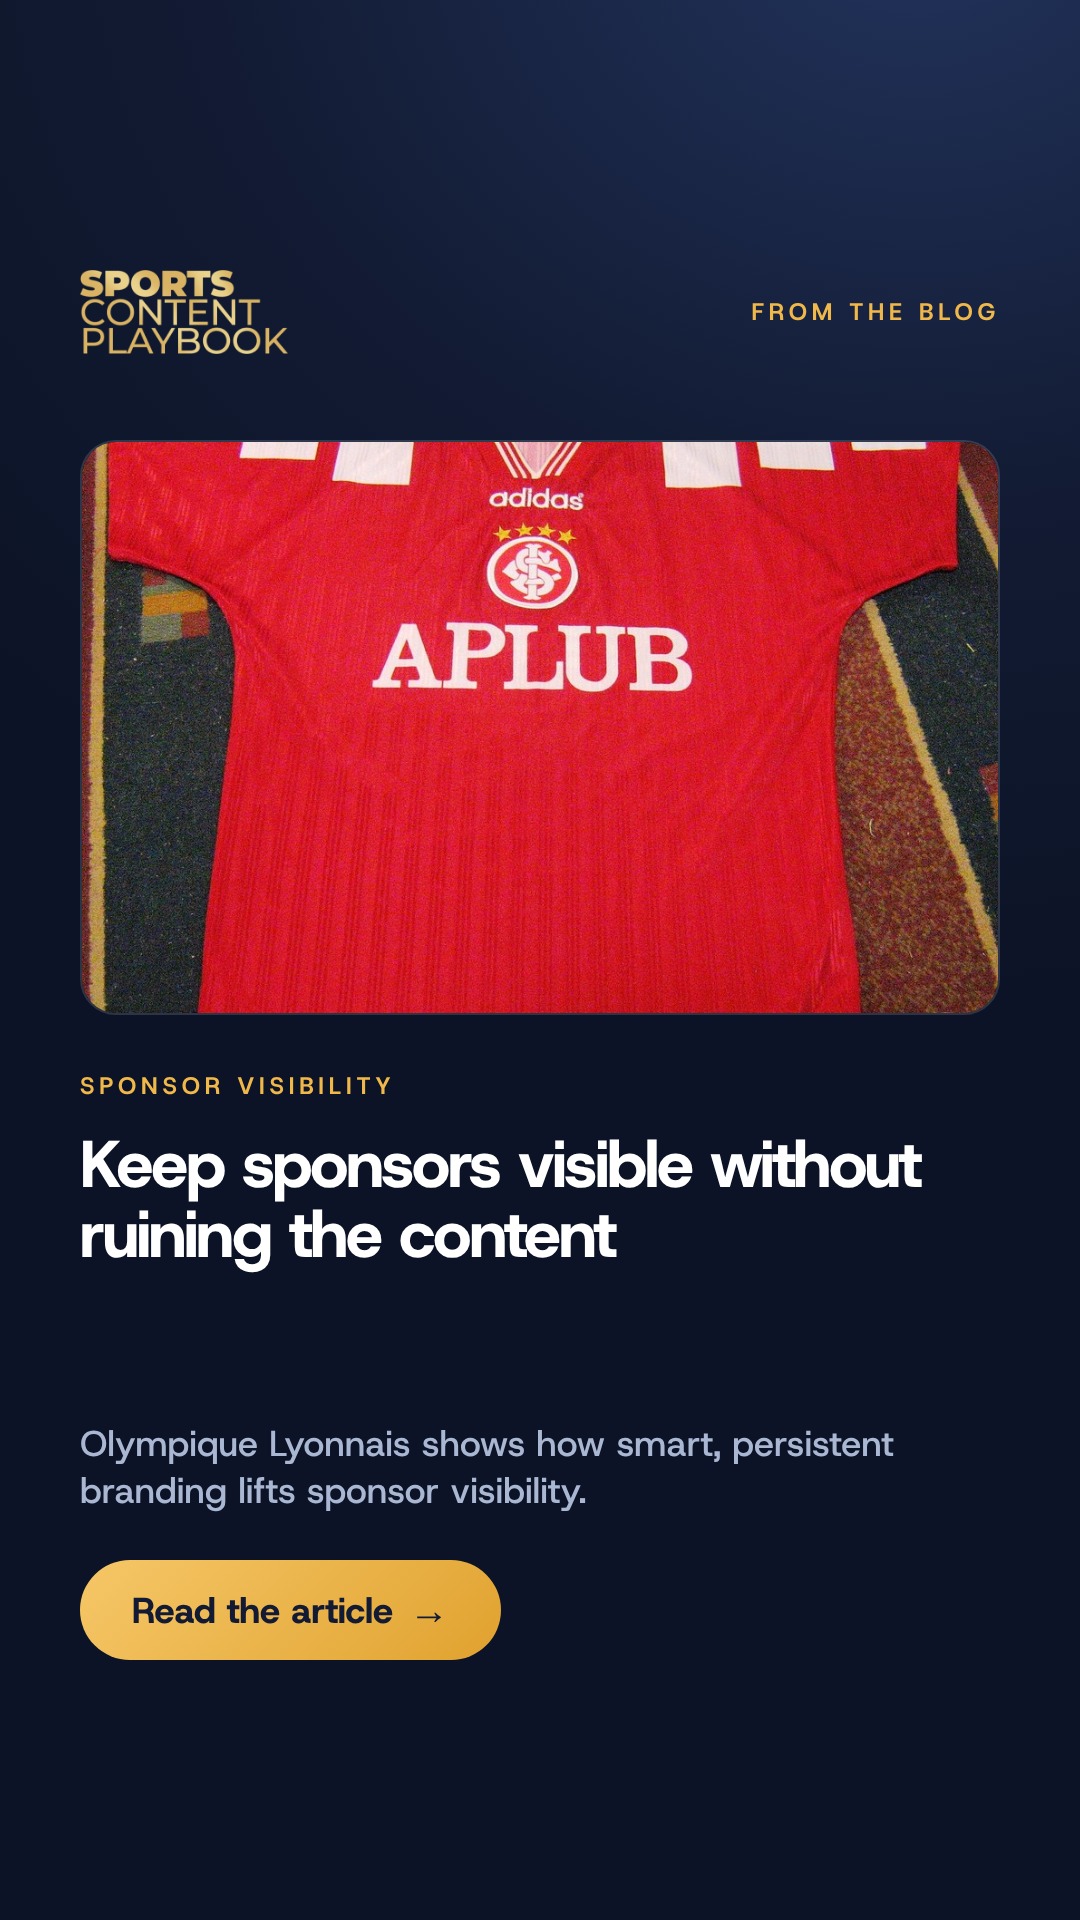 SPORTS
CONTENT
PLAYBOOK
FROM THE BLOG
adidas
APLUB
SPONSOR VISIBILITY
Keep sponsors visible without
ruining the content
Olympique Lyonnais shows how smart, persistent
branding lifts sponsor visibility.
Read the article →